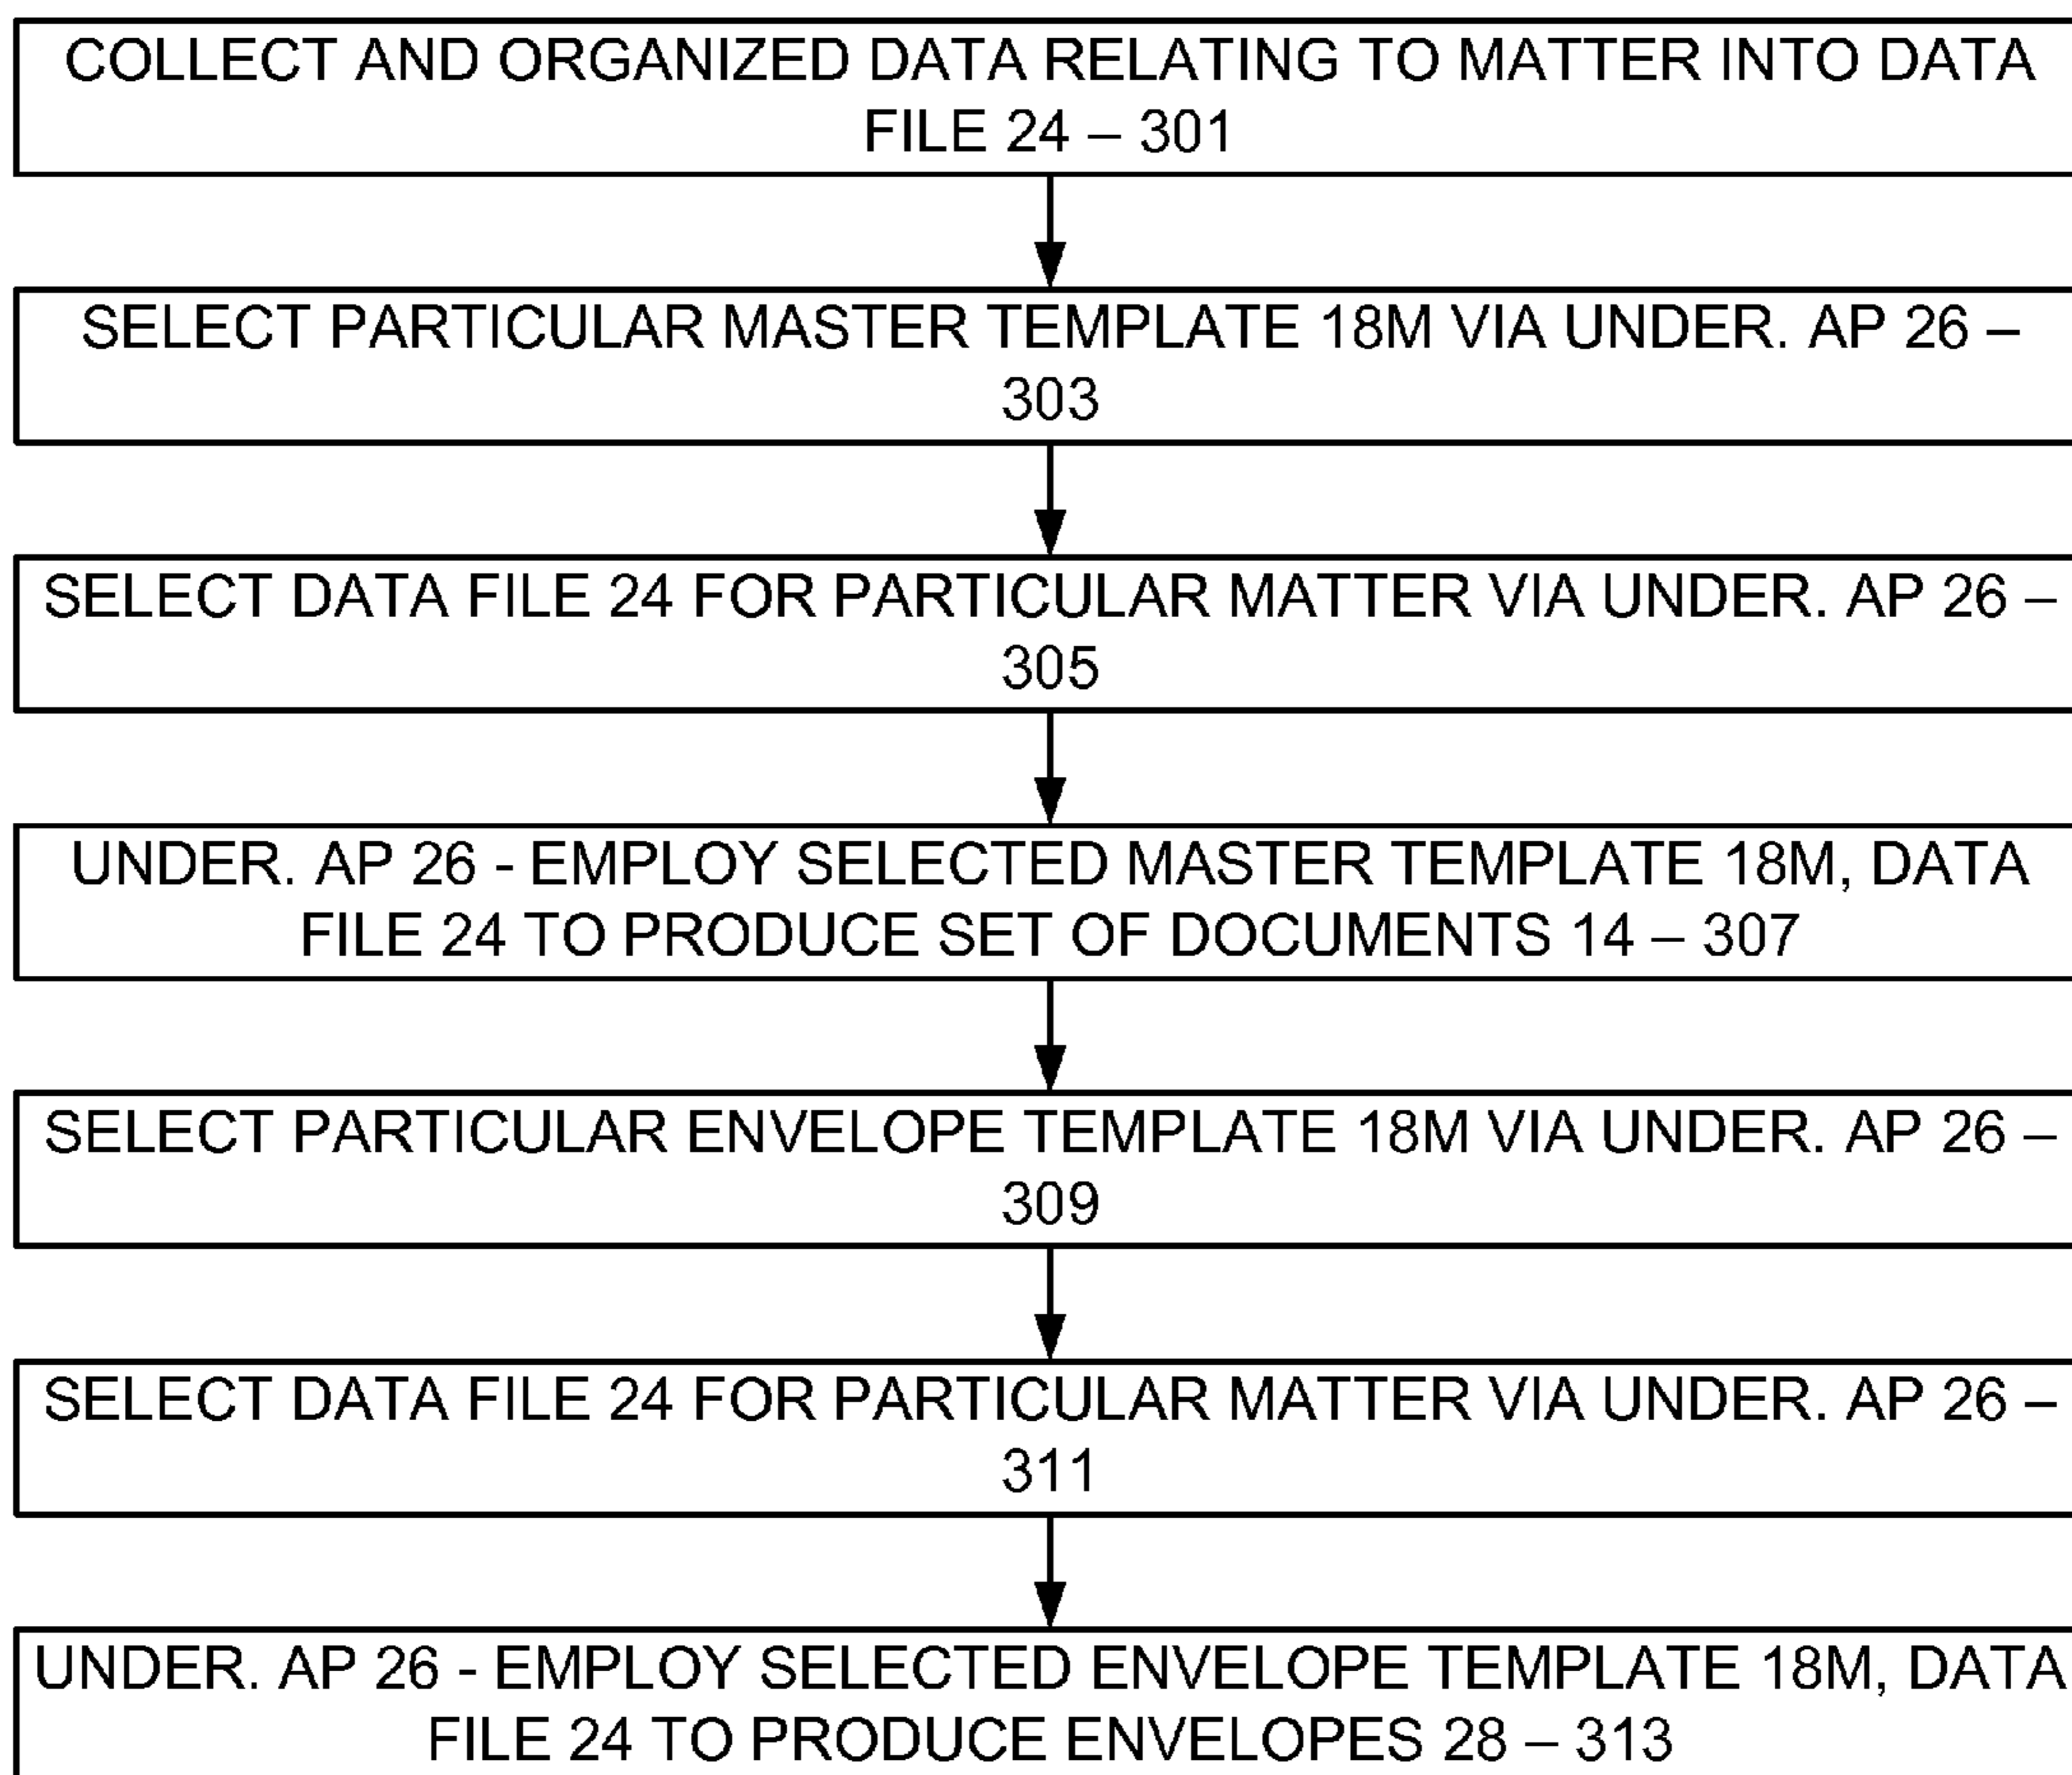 COLLECT AND ORGANIZED DATA RELATING TO MATTER INTO DATA
FILE 24 – 301
SELECT PARTICULAR MASTER TEMPLATE 18M VIA UNDER. AP 26 –
303
SELECT DATA FILE 24 FOR PARTICULAR MATTER VIA UNDER. AP 26 –
305
UNDER. AP 26 - EMPLOY SELECTED MASTER TEMPLATE 18M, DATA
FILE 24 TO PRODUCE SET OF DOCUMENTS 14 – 307
SELECT PARTICULAR ENVELOPE TEMPLATE 18M VIA UNDER. AP 26 –
309
SELECT DATA FILE 24 FOR PARTICULAR MATTER VIA UNDER. AP 26 –
311
UNDER. AP 26 - EMPLOY SELECTED ENVELOPE TEMPLATE 18M, DATA
FILE 24 TO PRODUCE ENVELOPES 28 – 313